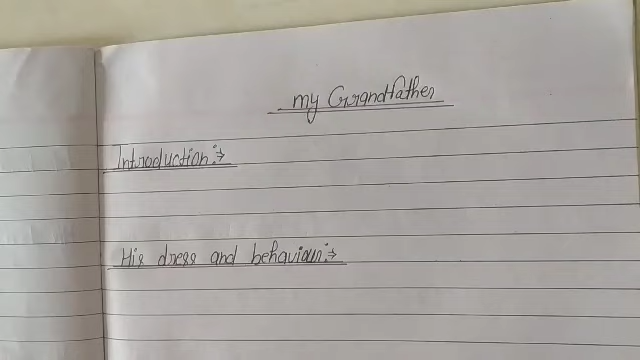 my Grandfather
Introduction:→
His dress and behaviour:→